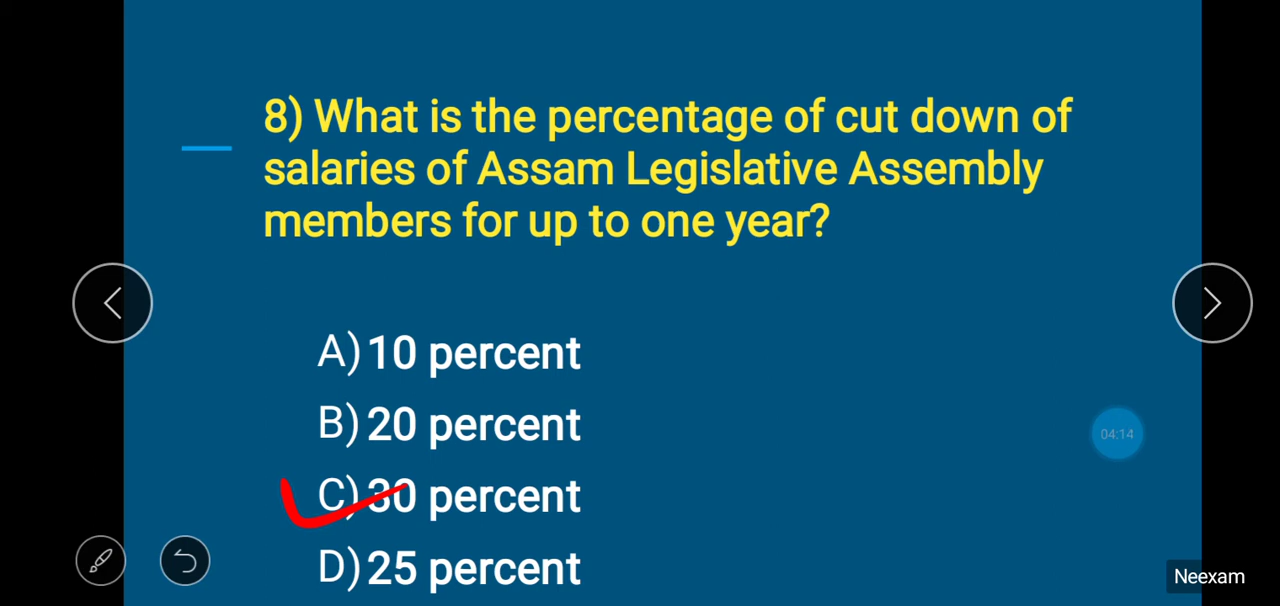 8) What is the percentage of cut down of
salaries of Assam Legislative Assembly
members for up to one year?
A) 10 percent
B) 20 percent
04:14
C) 30 percent
D) 25 percent
Neexam